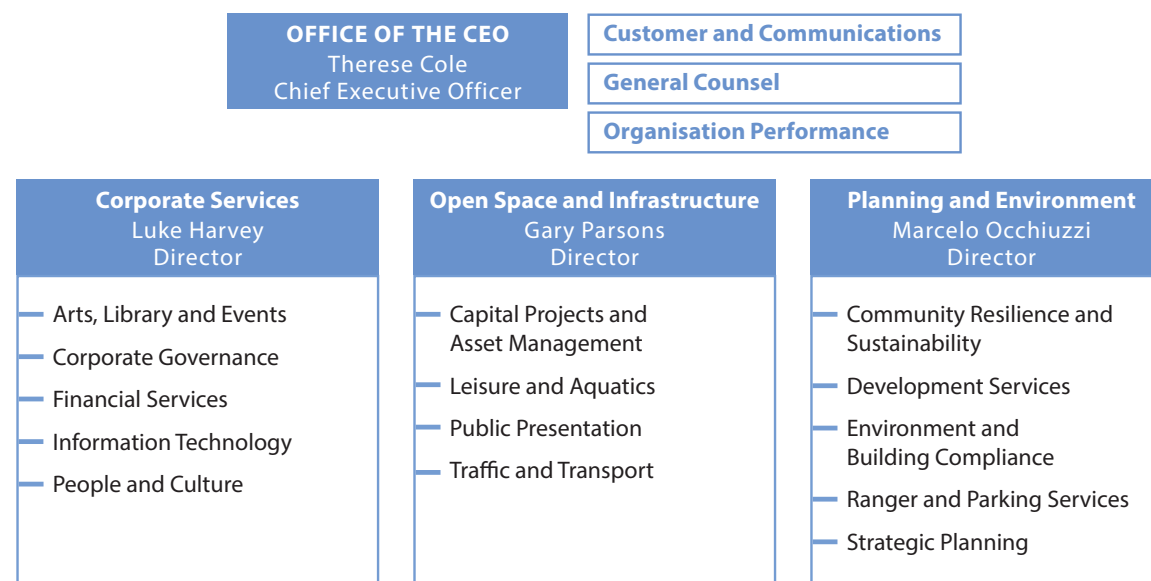 OFFICE OF THE CEO
Therese Cole
Chief Executive Officer
Customer and Communications
General Counsel
Organisation Performance
Corporate Services
Luke Harvey
Director
Arts, Library and Events
Corporate Governance
Financial Services
Information Technology
People and Culture
Open Space and Infrastructure
Gary Parsons
Director
Capital Projects and
Asset Management
Leisure and Aquatics
Public Presentation
Traffic and Transport
Planning and Environment
Marcelo Occhiuzzi
Director
Community Resilience and
Sustainability
Development Services
Environment and
Building Compliance
Ranger and Parking Services
Strategic Planning